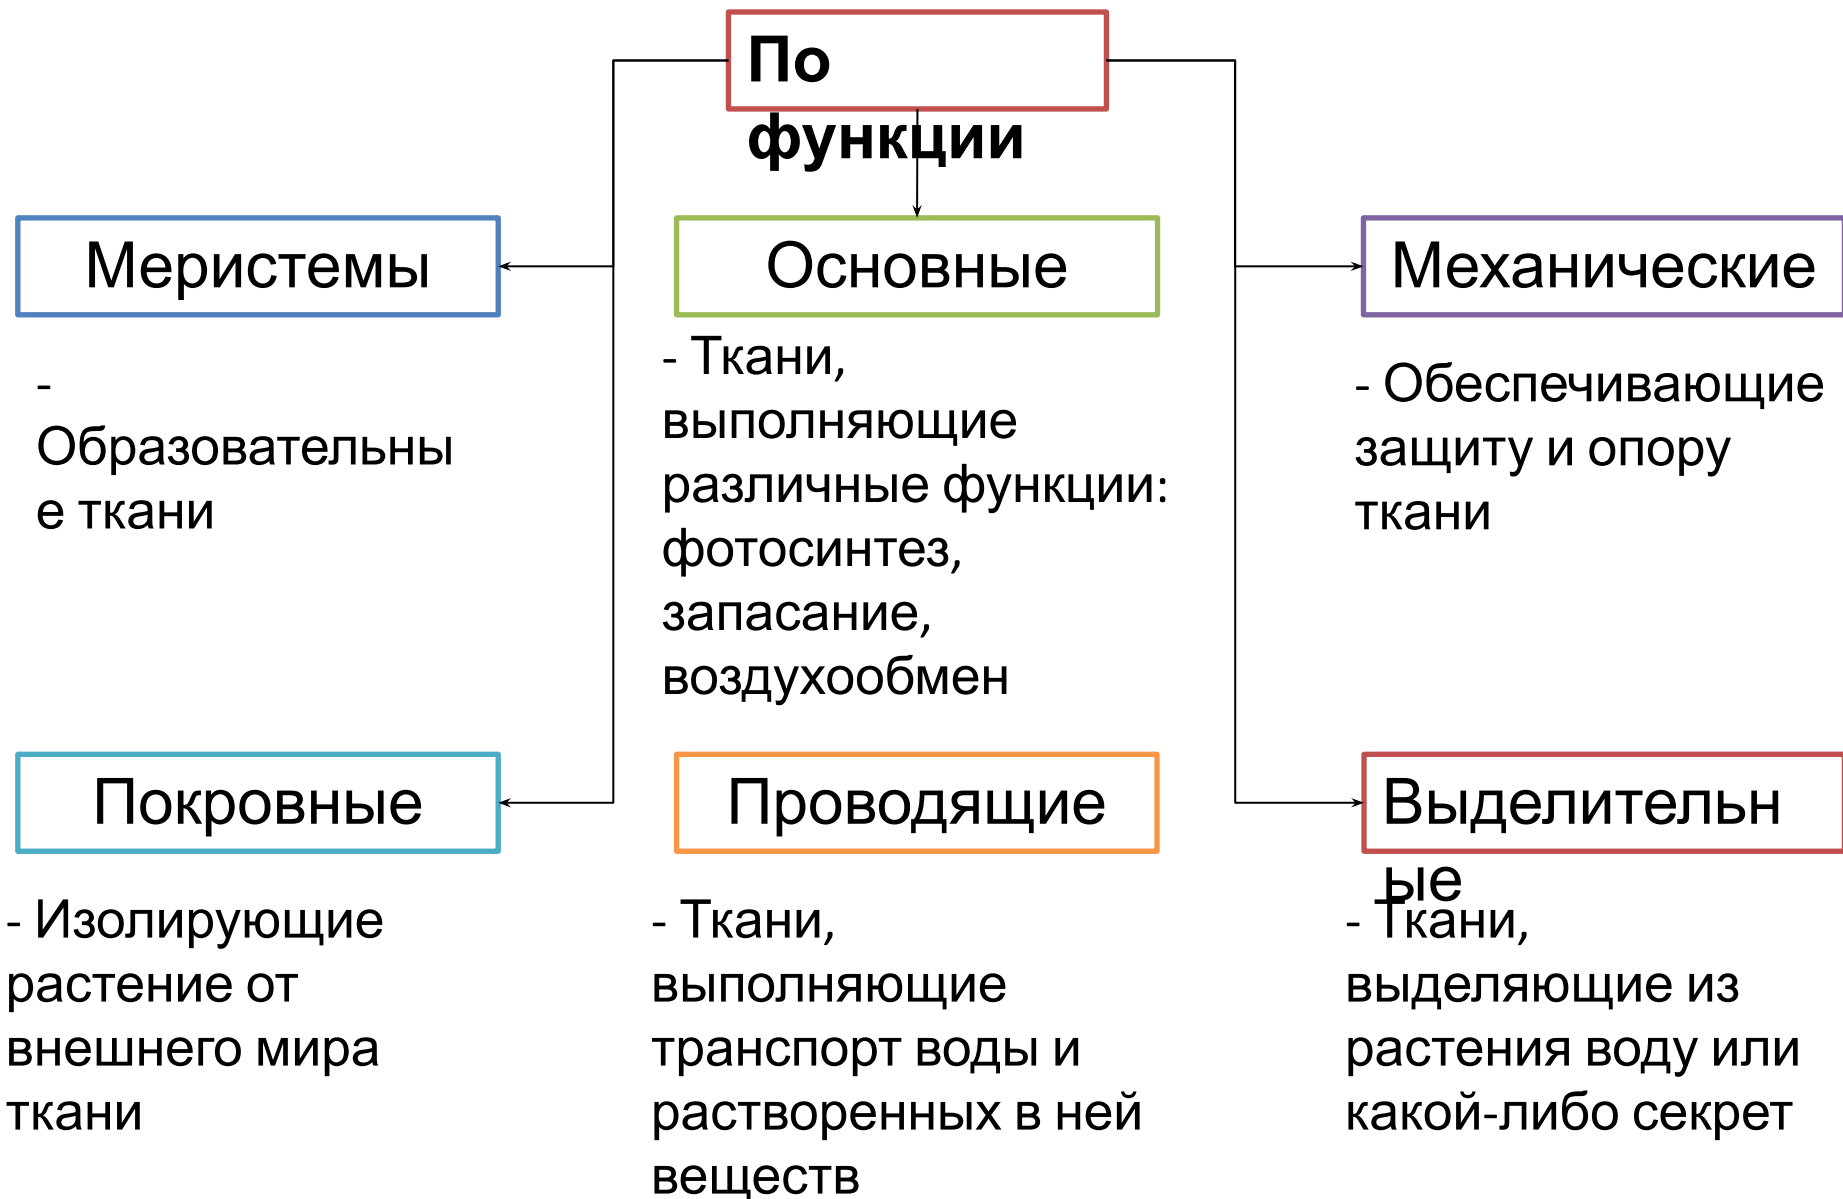 По
функции
Меристемы
Основные
Механические
-
Образовательны
е ткани
- Ткани,
выполняющие
различные функции:
фотосинтез,
запасание,
воздухообмен
- Обеспечивающие
защиту и опору
ткани
Покровные
Проводящие
Выделительн
ые
- Изолирующие
растение от
внешнего мира
ткани
- Ткани,
выполняющие
транспорт воды и
растворенных в ней
веществ
- Ткани,
выделяющие из
растения воду или
какой-либо секрет